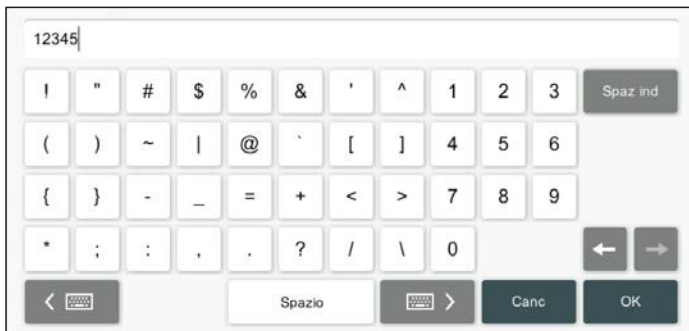 12345
! " # $ % & ' ^ 1 2 3 Spaz ind
( ) ~ | @ ` [ ] 4 5 6
{ } - _ = + < > 7 8 9
* ; : , . ? / \ 0 ← →
< Spazio > Canc OK